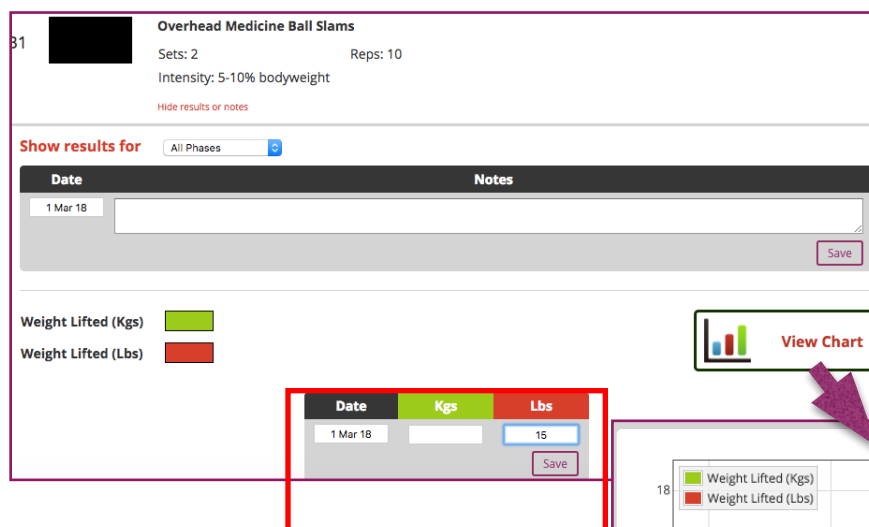 Overhead Medicine Ball Slams
31
Sets: 2 Reps: 10
Intensity: 5-10% bodyweight
Hide results or notes
Show results for All Phases
Date Notes
1 Mar 18
Save
Weight Lifted (Kgs)
Weight Lifted (Lbs)
View Chart
Date Kgs Lbs
1 Mar 18 15
Save
18
Weight Lifted (Kgs)
Weight Lifted (Lbs)